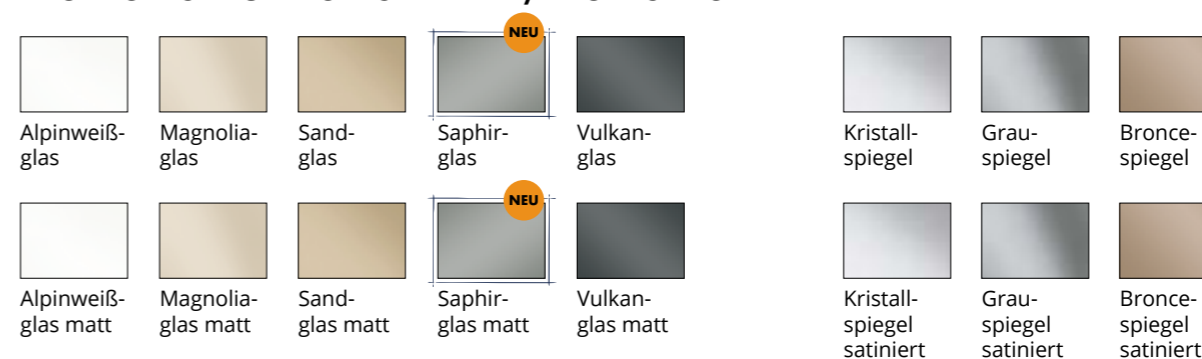 NEU
Alpinweiß-
glas
Magnolia-
glas
Sand-
glas
Saphir-
glas
Vulkan-
glas
Kristall-
spiegel
Grau-
spiegel
Bronce-
spiegel
NEU
Alpinweiß-
glas matt
Magnolia-
glas matt
Sand-
glas matt
Saphir-
glas matt
Vulkan-
glas matt
Kristall-
spiegel
satiniert
Grau-
spiegel
satiniert
Bronce-
spiegel
satiniert